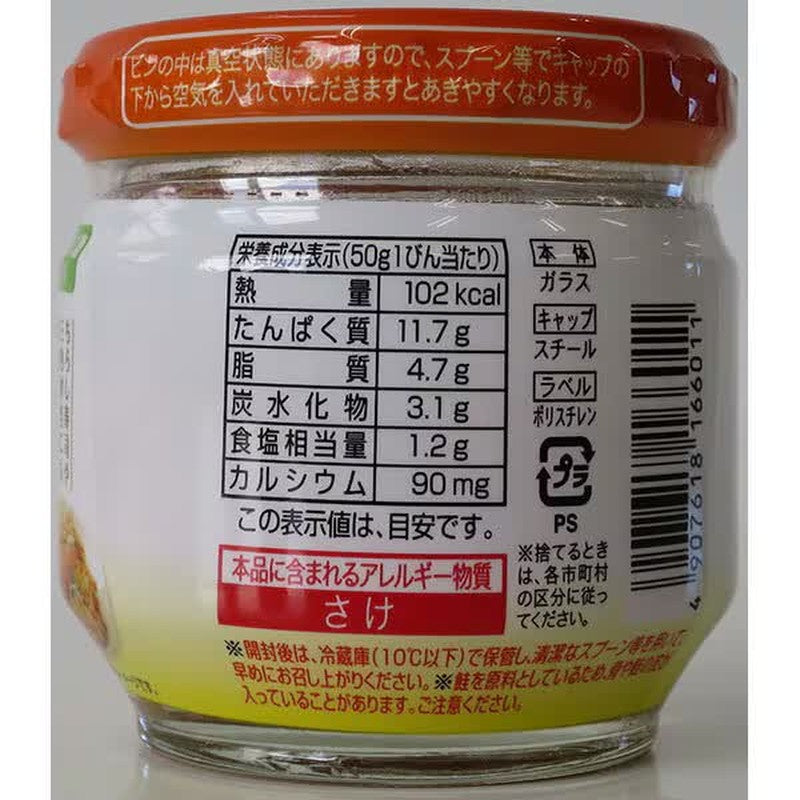 ビンの中は真空状態にありますので、スプーン等でキャップの
下から空気を入れていただきますとあきやすくなります。
栄養成分表示(50g1びん当たり)
熱量 102 kcal
たんぱく質 11.7 g
脂質 4.7 g
炭水化物 3.1 g
食塩相当量 1.2 g
カルシウム 90 mg
この表示値は、目安です。
本品に含まれるアレルギー物質
さけ
本体
ガラス
キャップ
スチール
ラベル
ポリスチレン
プラ
PS
※捨てるとき
は、各市町村
の区分に従っ
てください。
4907618166011
※開封後は、冷蔵庫(10℃以下)で保管し、清潔なスプーン等を用いて、
早めにお召し上がりください。※鮭を原料としているため、骨や
入っていることがあります。ご注意ください。